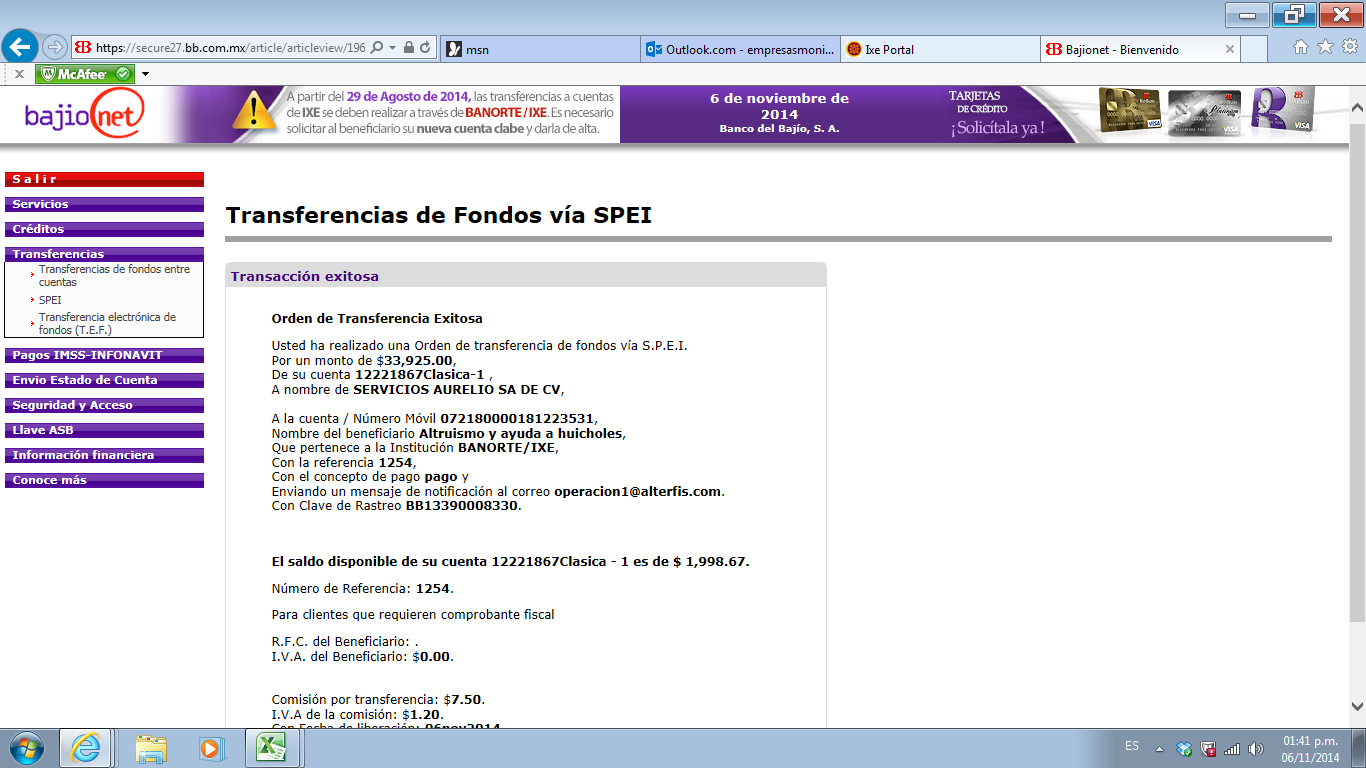 https://secure27.bb.com.mx/article/articleview/196
msn
Outlook.com - empresasmoni...
Ixe Portal
Bajionet - Bienvenido
McAfee
bajionet
A partir del 29 de Agosto de 2014, las transferencias a cuentas
de IXE se deben realizar a través de BANORTE / IXE. Es necesario
solicitar al beneficiario su nueva cuenta clabe y darla de alta.
6 de noviembre de
2014
Banco del Bajío, S. A.
TARJETAS
DE CRÉDITO
¡ Solicítala ya !
Platinum
VISA
VISA
VISA
S a l i r
Servicios
Créditos
Transferencias
Transferencias de fondos entre
cuentas
SPEI
Transferencia electrónica de
fondos (T.E.F.)
Pagos IMSS-INFONAVIT
Envio Estado de Cuenta
Seguridad y Acceso
Llave ASB
Información financiera
Conoce más
Transferencias de Fondos vía SPEI
Transacción exitosa
Orden de Transferencia Exitosa
Usted ha realizado una Orden de transferencia de fondos vía S.P.E.I.
Por un monto de $33,925.00,
De su cuenta 12221867Clasica-1 ,
A nombre de SERVICIOS AURELIO SA DE CV,
A la cuenta / Número Móvil 072180000181223531,
Nombre del beneficiario Altruismo y ayuda a huicholes,
Que pertenece a la Institución BANORTE/IXE,
Con la referencia 1254,
Con el concepto de pago pago y
Enviando un mensaje de notificación al correo operacion1@alterfis.com.
Con Clave de Rastreo BB13390008330.
El saldo disponible de su cuenta 12221867Clasica - 1 es de $ 1,998.67.
Número de Referencia: 1254.
Para clientes que requieren comprobante fiscal
R.F.C. del Beneficiario: .
I.V.A. del Beneficiario: $0.00.
Comisión por transferencia: $7.50.
I.V.A de la comisión: $1.20.
Con Fecha de liberación: 06nov2014
ES
01:41 p.m.
06/11/2014